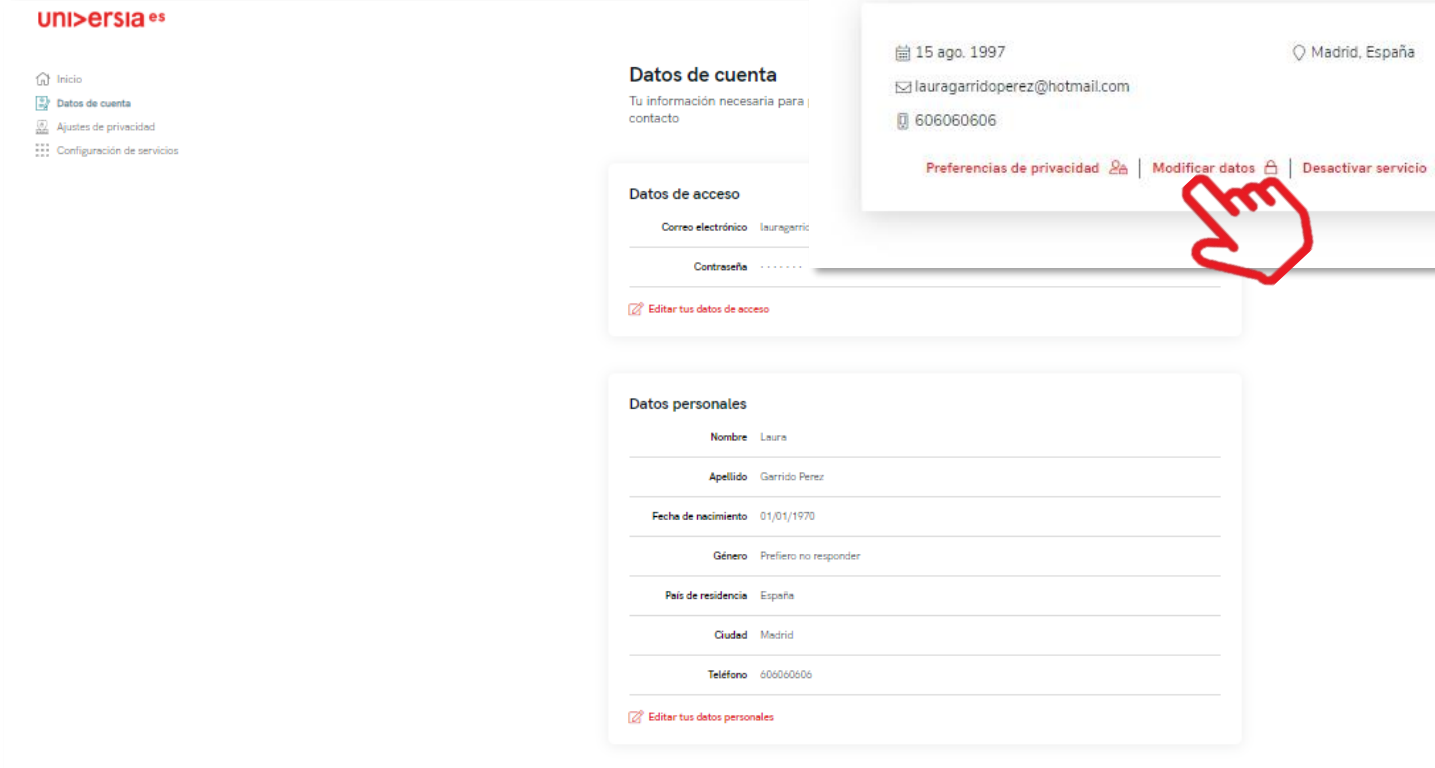 uni>ersia es
Inicio
Datos de cuenta
Ajustes de privacidad
Configuración de servicios
Datos de cuenta
Tu información necesaria para
contacto
Datos de acceso
Correo electrónico lauragarrid
Contraseña ·······
Editar tus datos de acceso
Datos personales
Nombre Laura
Apellido Garrido Perez
Fecha de nacimiento 01/01/1970
Género Prefiero no responder
País de residencia España
Ciudad Madrid
Teléfono 606060606
Editar tus datos personales
15 ago. 1997 Madrid, España
lauragarridoperez@hotmail.com
606060606
Preferencias de privacidad | Modificar datos | Desactivar servicio